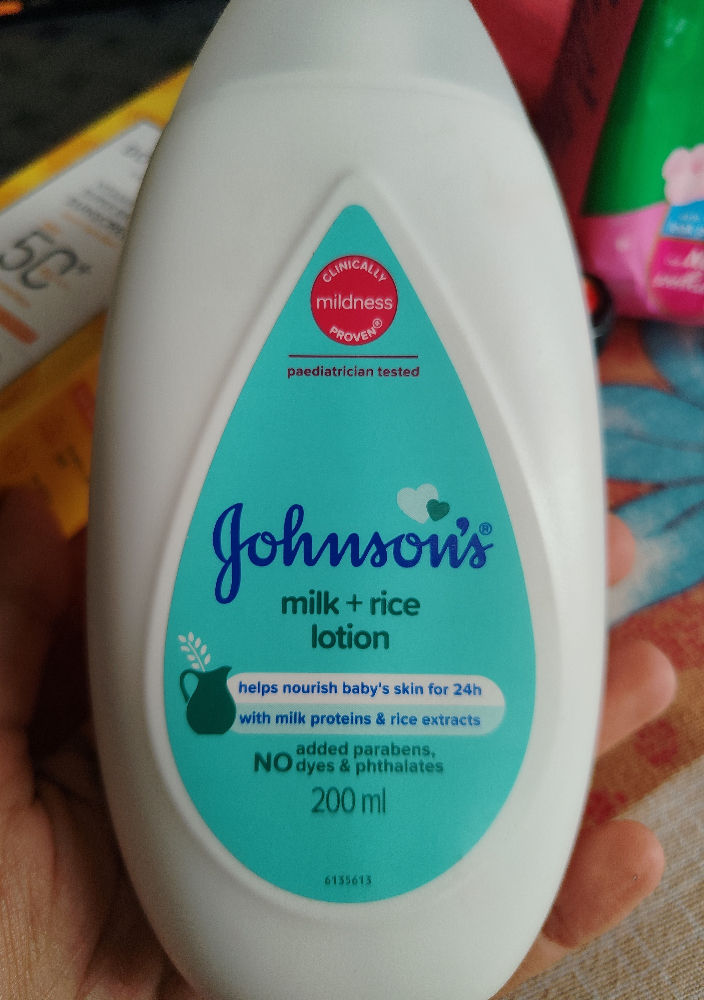 CLINICALLY
mildness
PROVEN®
paediatrician tested
Johnson's®
milk + rice
lotion
helps nourish baby's skin for 24h
with milk proteins & rice extracts
NO added parabens,
dyes & phthalates
200 ml
6135613
50+